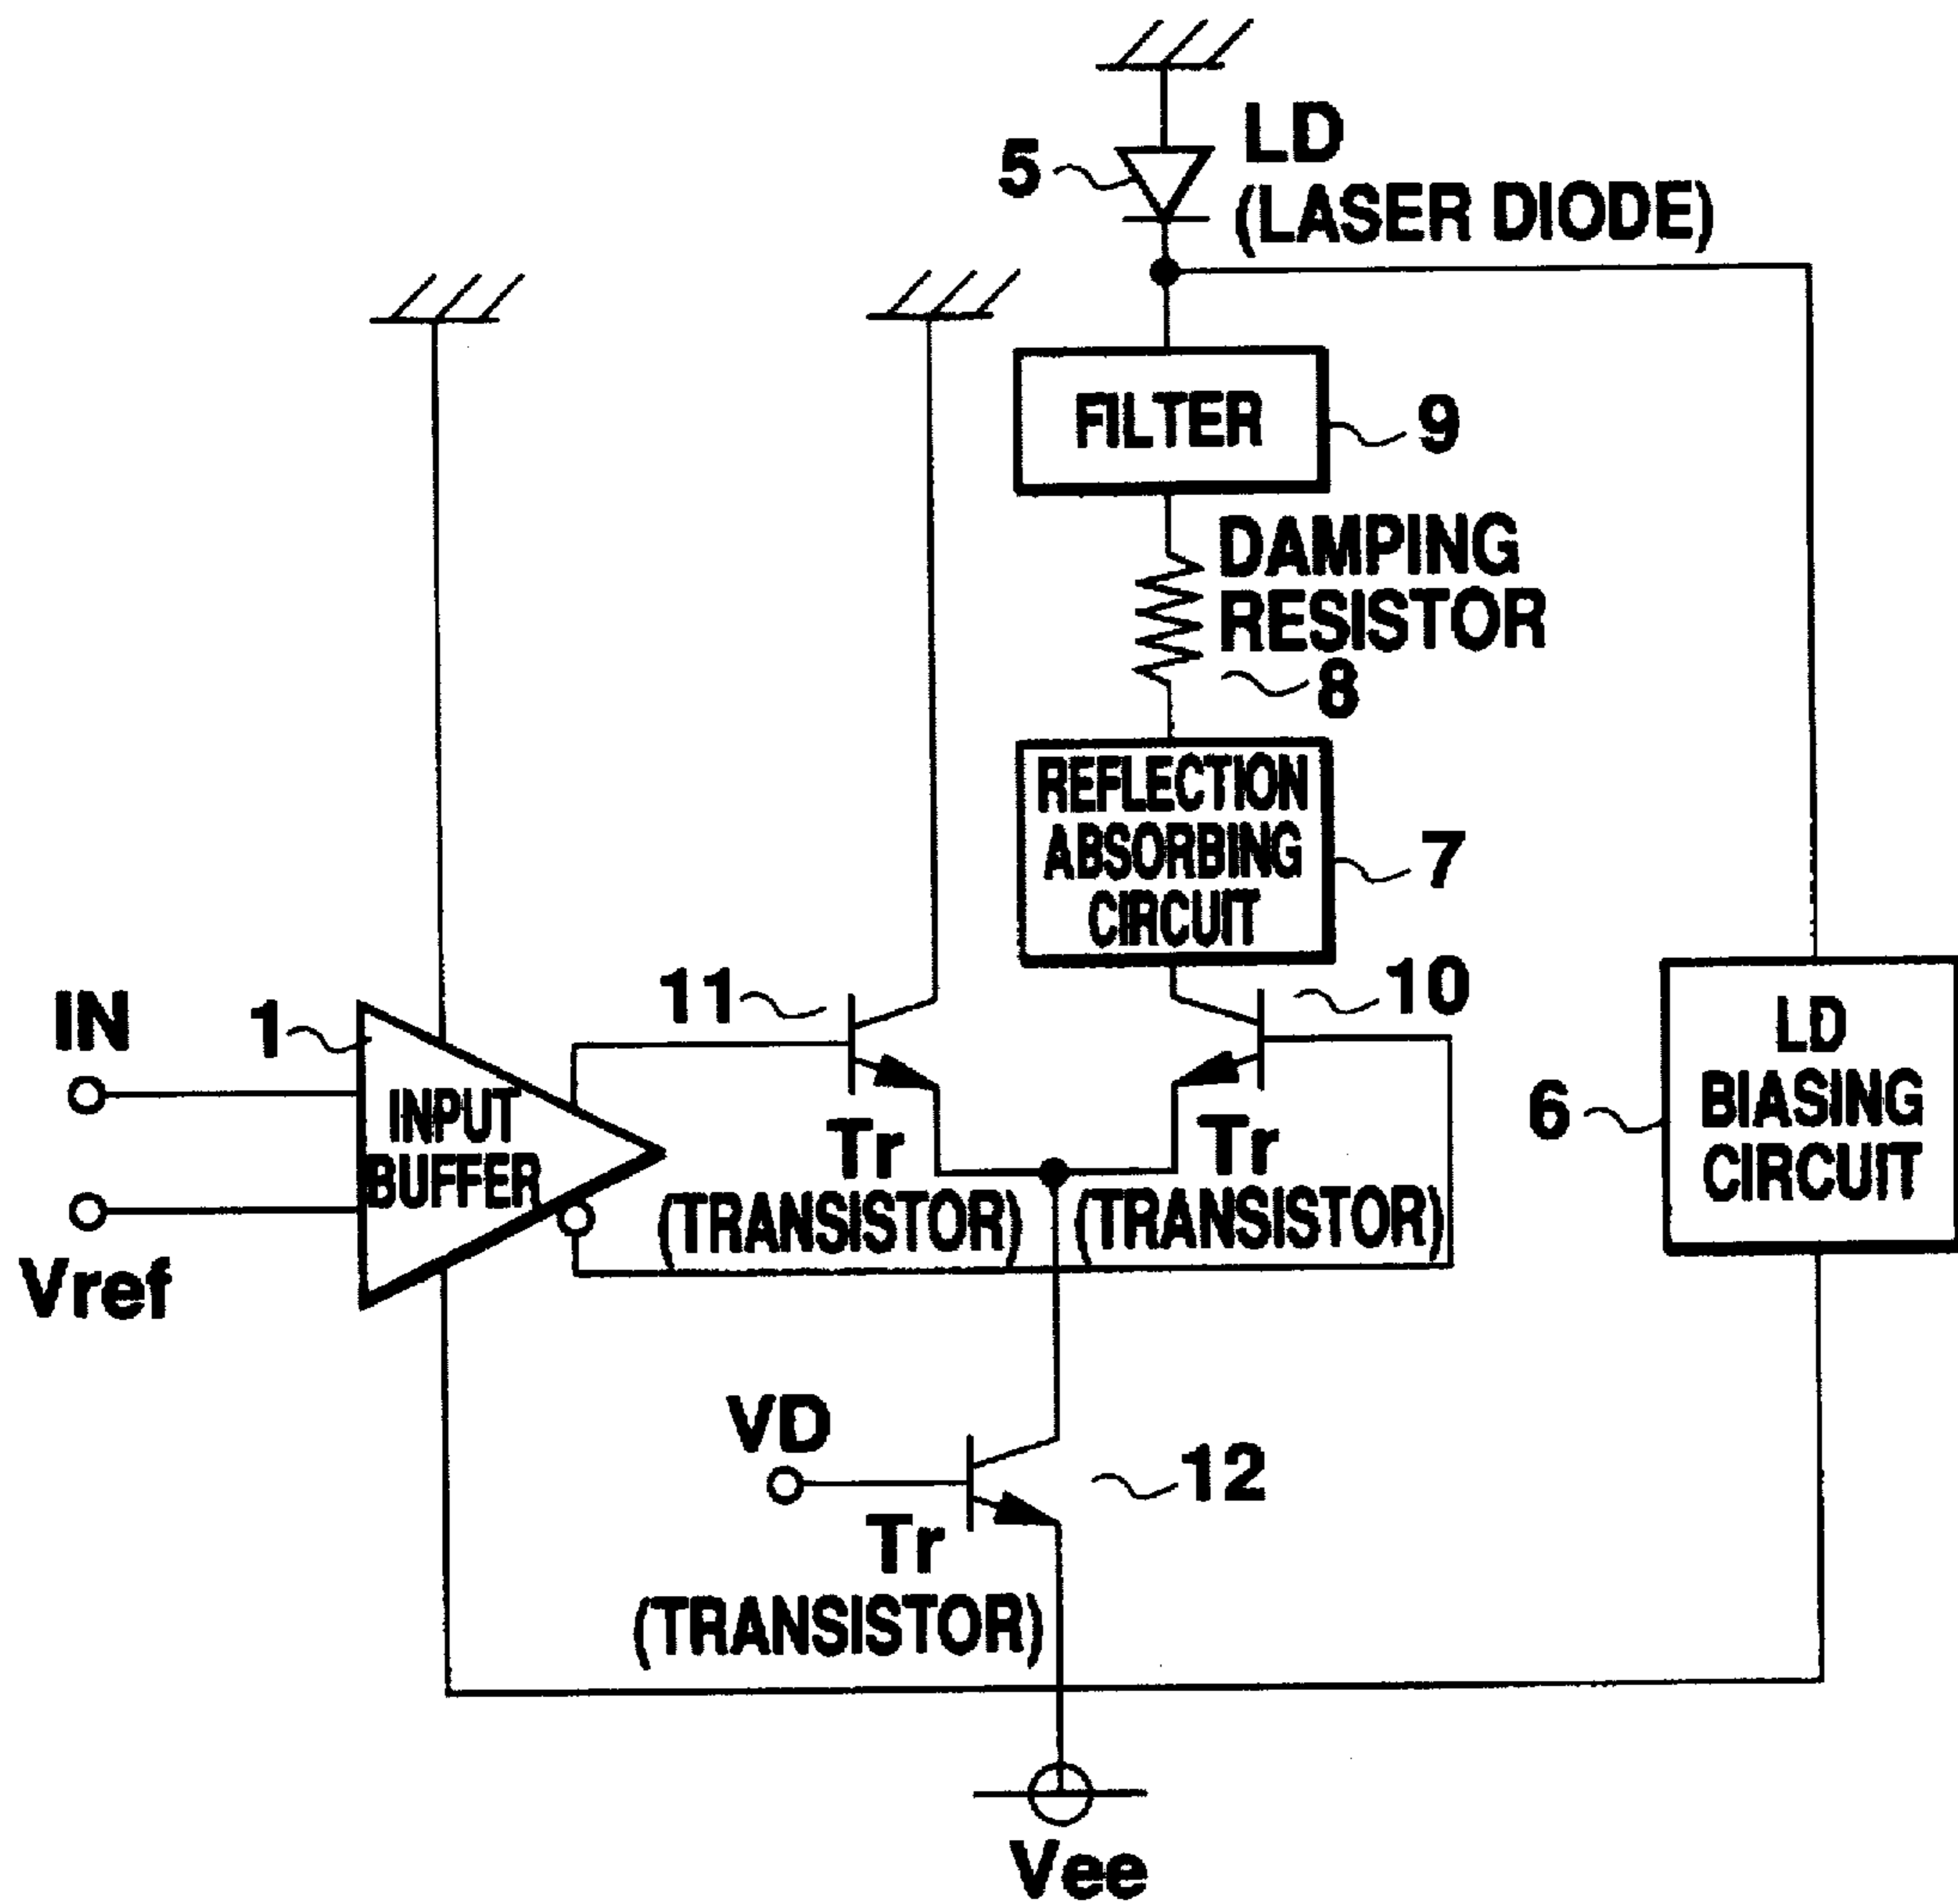 LD
(LASER DIODE)
5
FILTER
9
DAMPING
RESISTOR
8
REFLECTION
ABSORBING
CIRCUIT
7
11
10
IN
1
INPUT
BUFFER
Vref
Tr
(TRANSISTOR)
Tr
(TRANSISTOR)
6
LD
BIASING
CIRCUIT
VD
12
Tr
(TRANSISTOR)
Vee